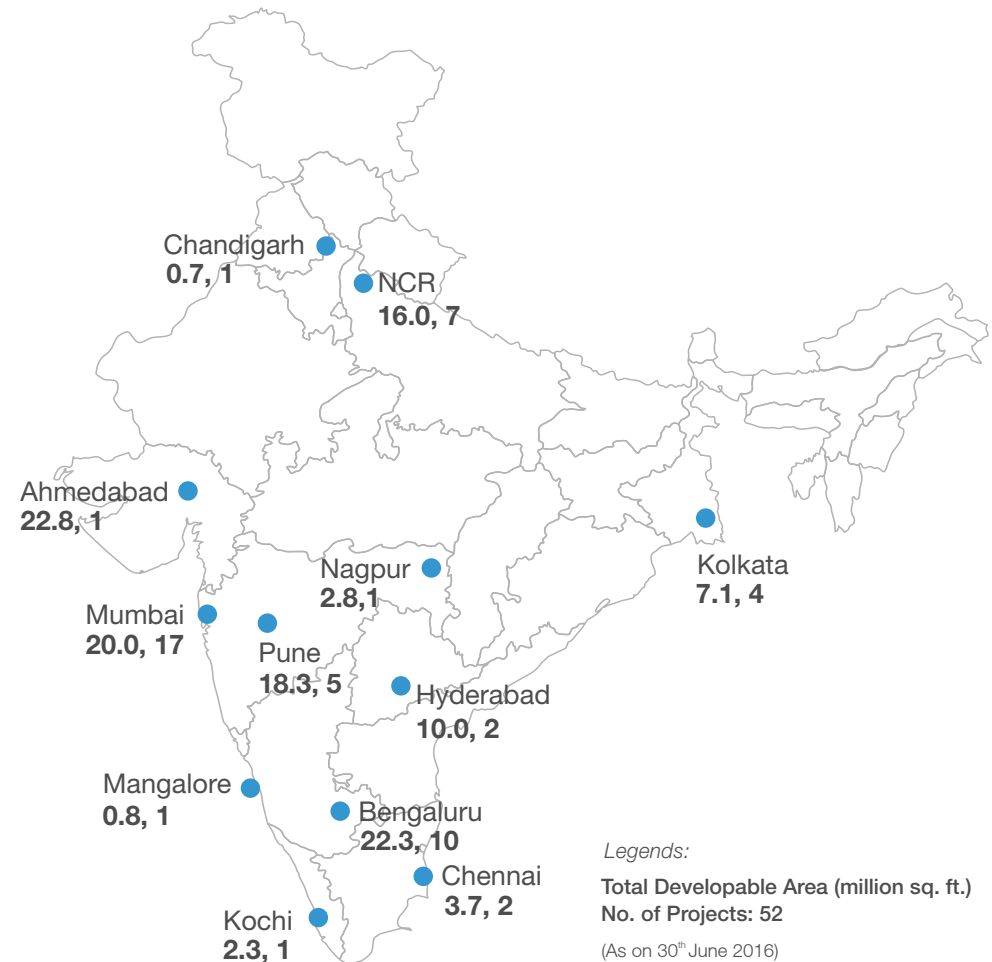 Chandigarh
0.7, 1
NCR
16.0, 7
Ahmedabad
22.8, 1
Nagpur
2.8,1
Kolkata
7.1, 4
Mumbai
20.0, 17
Pune
18.3, 5
Hyderabad
10.0, 2
Mangalore
0.8, 1
Bengaluru
22.3, 10
Chennai
3.7, 2
Kochi
2.3, 1
Legends:
Total Developable Area (million sq. ft.)
No. of Projects: 52
(As on 30th June 2016)